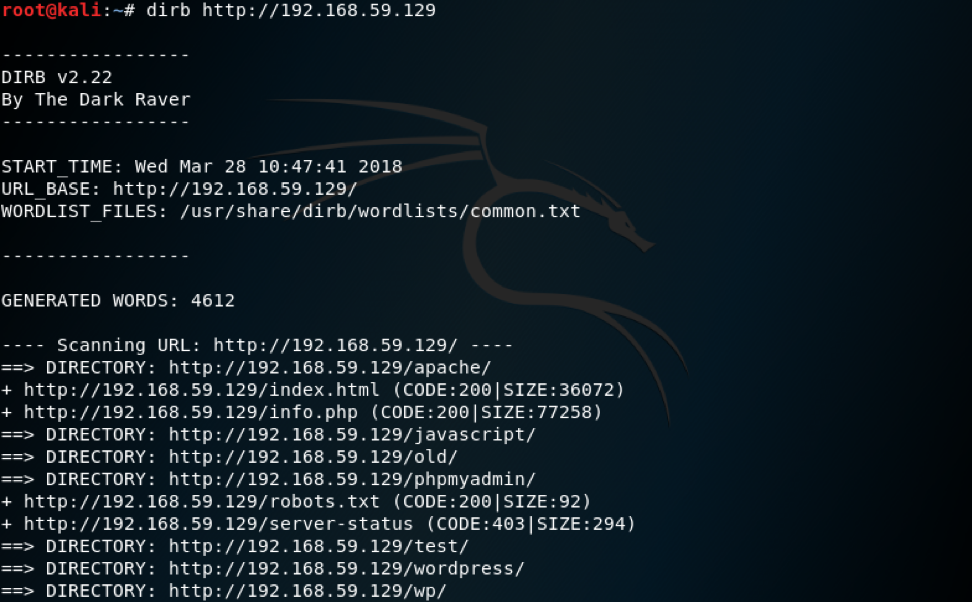 root@kali:~# dirb http://192.168.59.129
-----------------
DIRB v2.22
By The Dark Raver
-----------------
START_TIME: Wed Mar 28 10:47:41 2018
URL_BASE: http://192.168.59.129/
WORDLIST_FILES: /usr/share/dirb/wordlists/common.txt
-----------------
GENERATED WORDS: 4612
---- Scanning URL: http://192.168.59.129/ ----
==> DIRECTORY: http://192.168.59.129/apache/
+ http://192.168.59.129/index.html (CODE:200|SIZE:36072)
+ http://192.168.59.129/info.php (CODE:200|SIZE:77258)
==> DIRECTORY: http://192.168.59.129/javascript/
==> DIRECTORY: http://192.168.59.129/old/
==> DIRECTORY: http://192.168.59.129/phpmyadmin/
+ http://192.168.59.129/robots.txt (CODE:200|SIZE:92)
+ http://192.168.59.129/server-status (CODE:403|SIZE:294)
==> DIRECTORY: http://192.168.59.129/test/
==> DIRECTORY: http://192.168.59.129/wordpress/
==> DIRECTORY: http://192.168.59.129/wp/